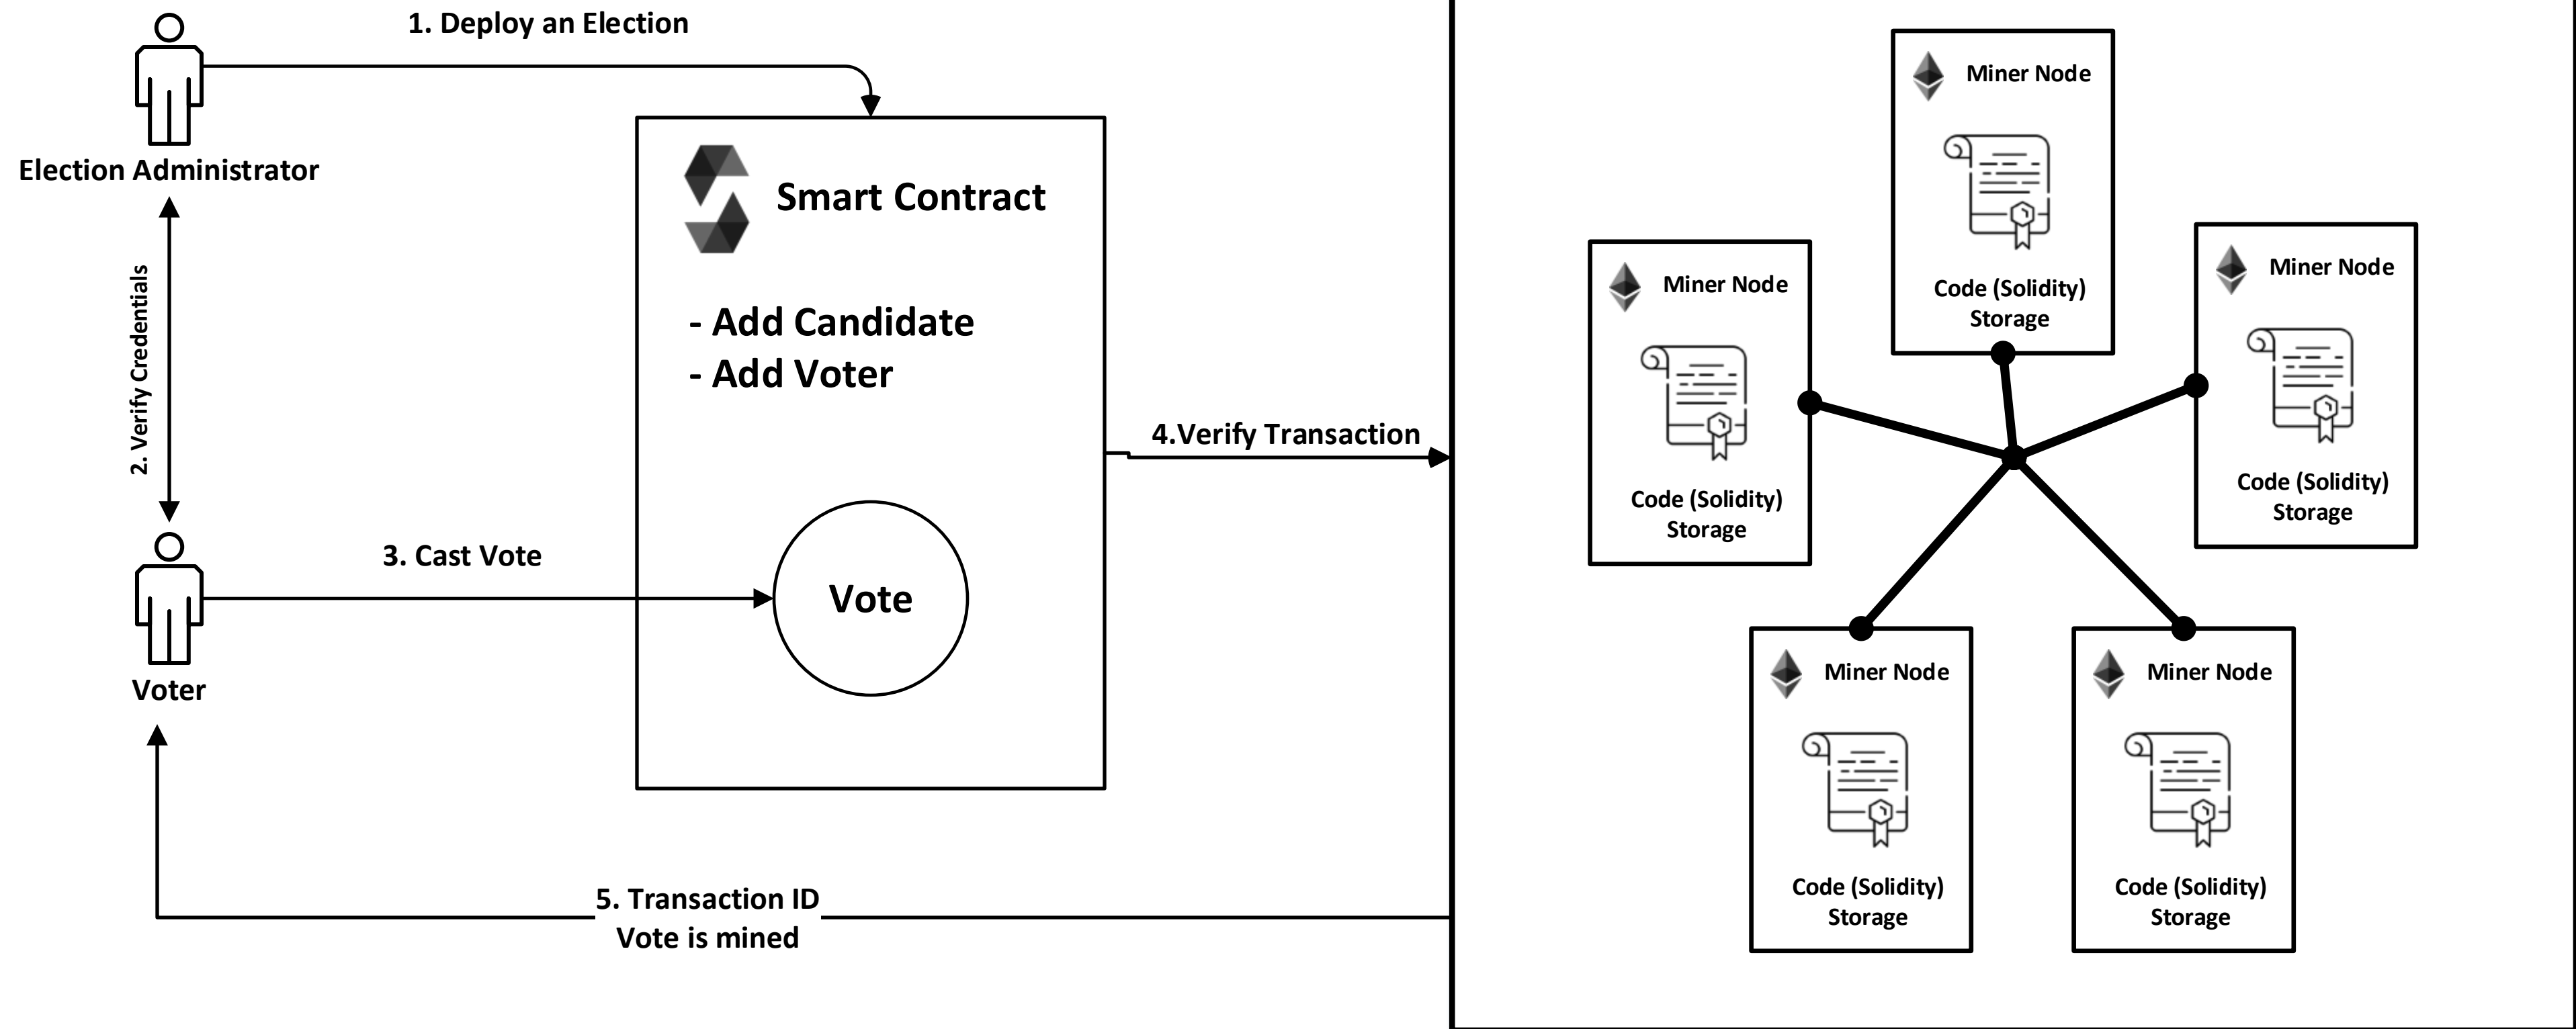 1. Deploy an Election
Election Administrator
2. Verify Credentials
Smart Contract
- Add Candidate
- Add Voter
3. Cast Vote
Vote
Voter
4.Verify Transaction
5. Transaction ID
Vote is mined
Miner Node
Code (Solidity)
Storage
Miner Node
Code (Solidity)
Storage
Miner Node
Code (Solidity)
Storage
Miner Node
Code (Solidity)
Storage
Miner Node
Code (Solidity)
Storage